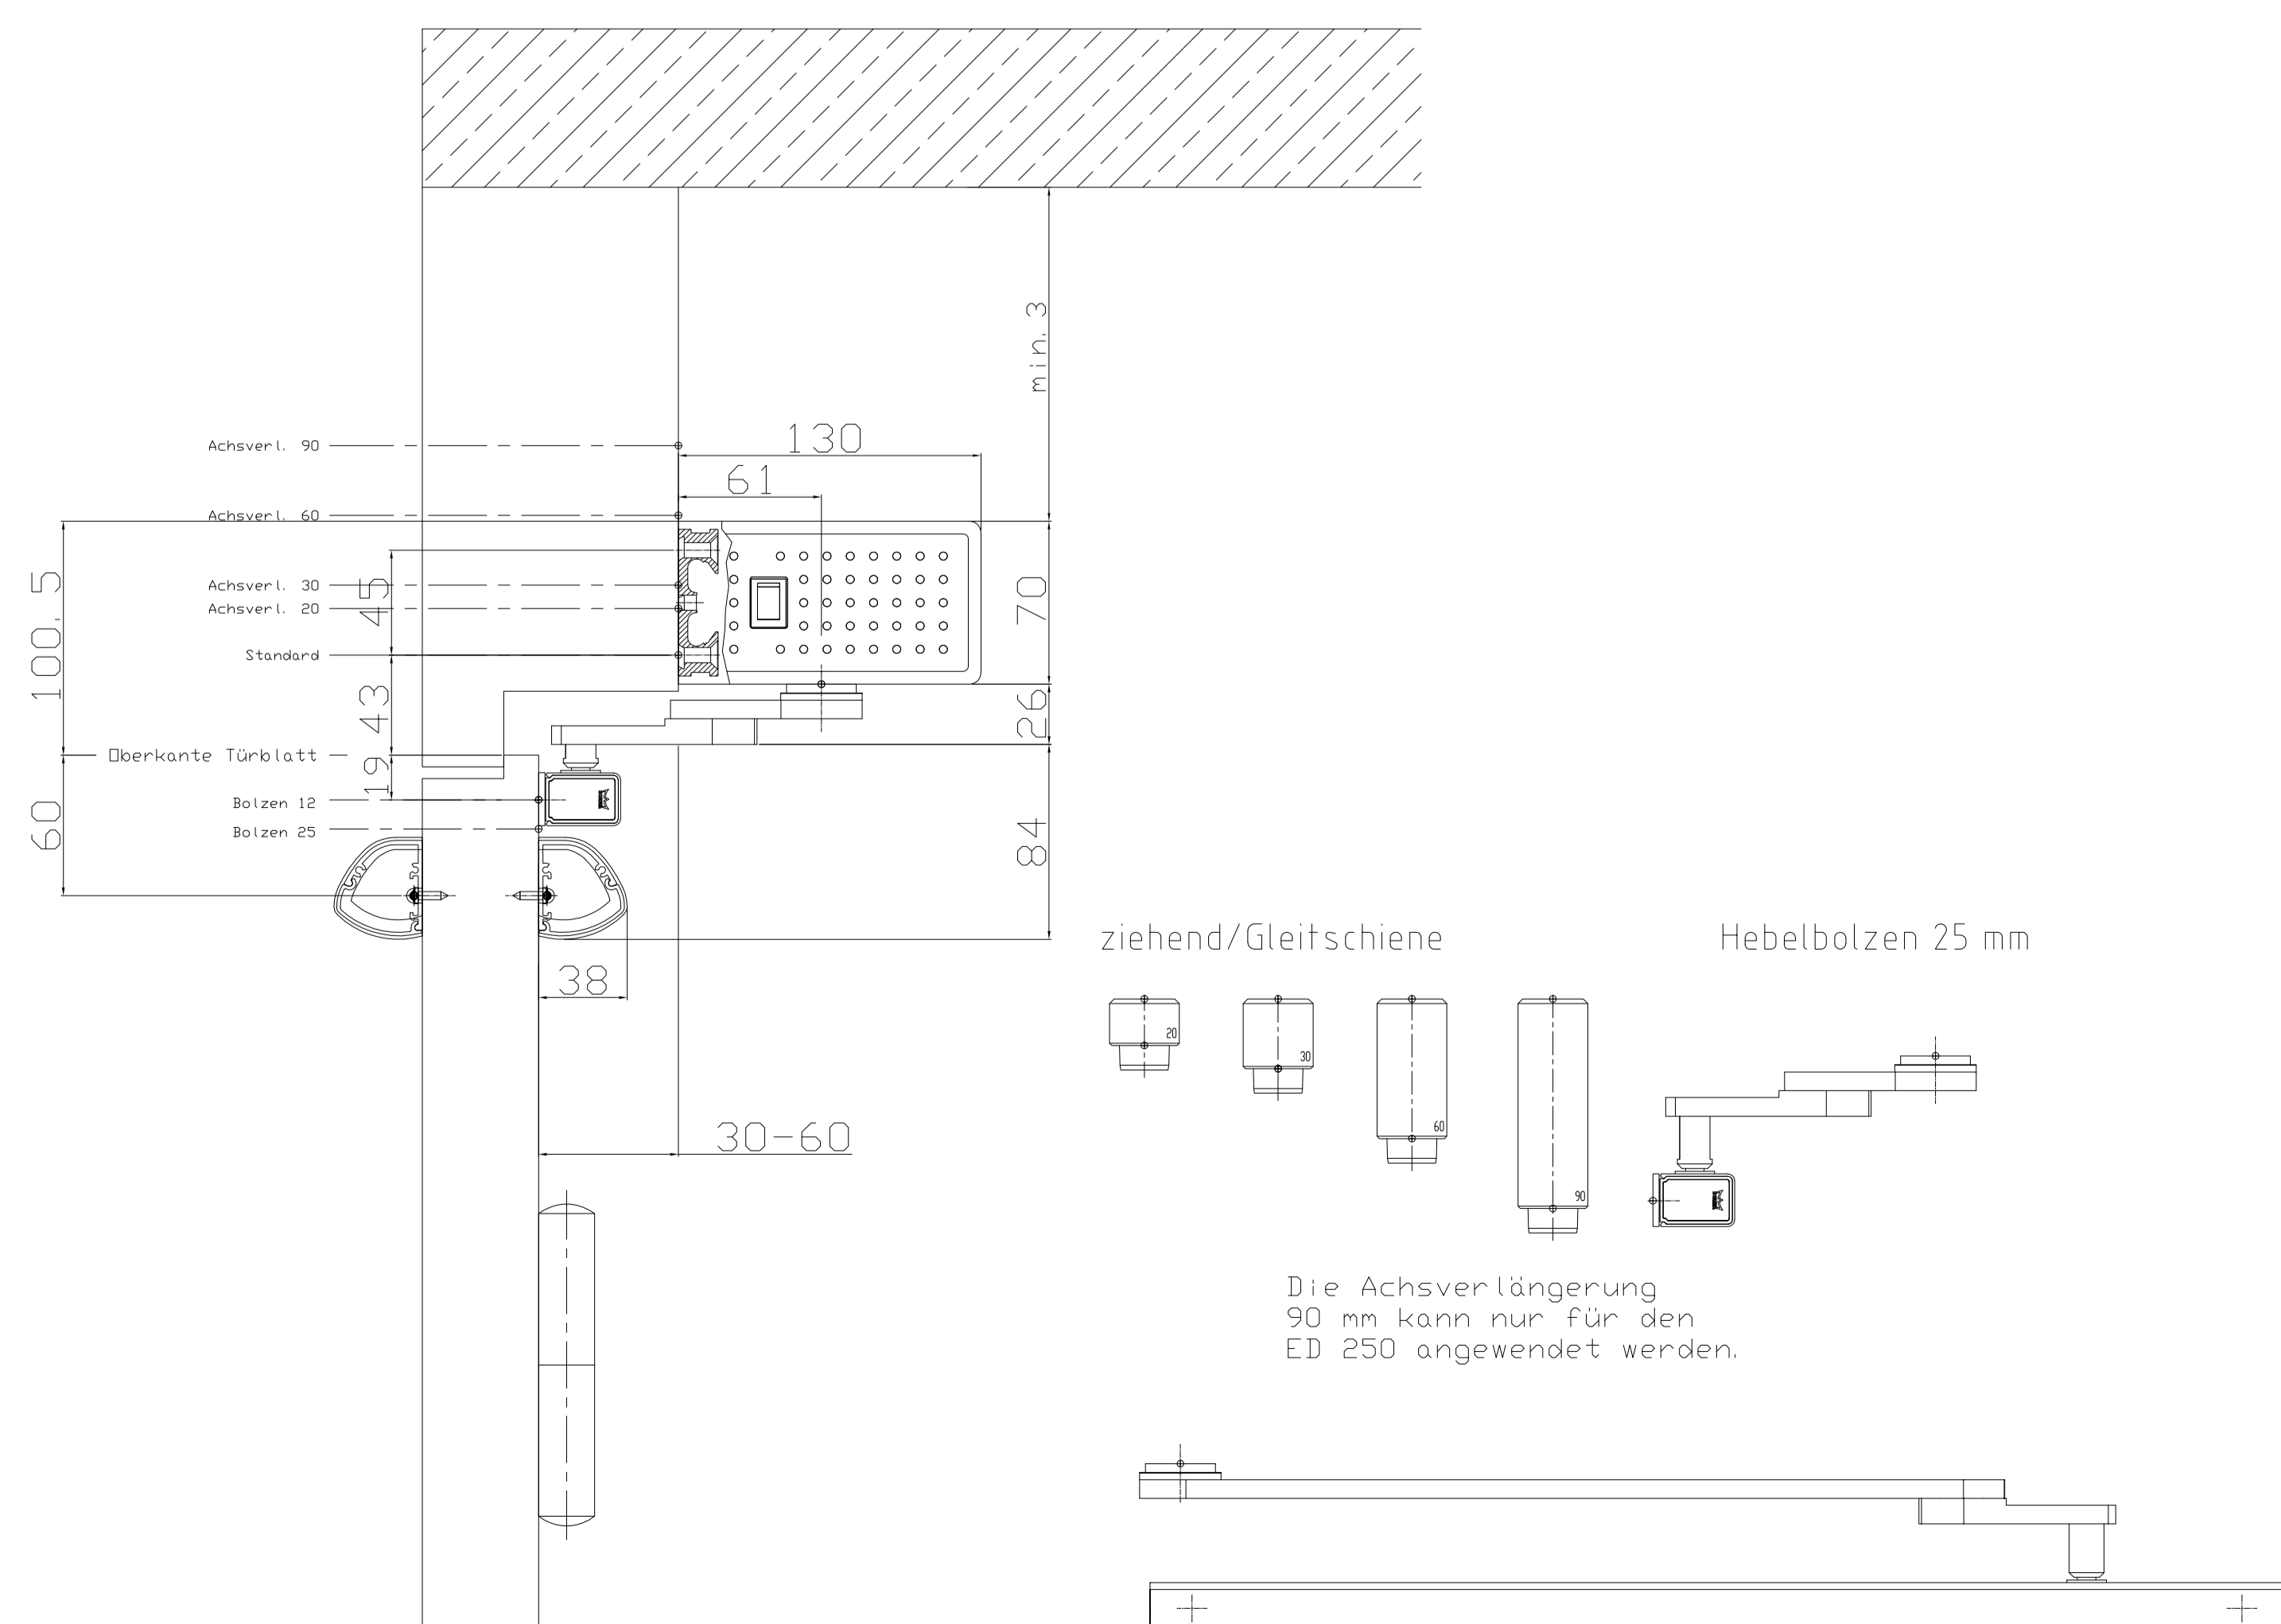 min. 3
130
Achsverl. 90
61
Achsverl. 60
100.5
45
Achsverl. 30
Achsverl. 20
70
Standard
43
26
Oberkante Türblatt
19
Bolzen 12
60
Bolzen 25
84
ziehend/Gleitschiene
Hebelbolzen 25 mm
38
20
30
60
90
30-60
Die Achsverlängerung
90 mm kann nur für den
ED 250 angewendet werden.